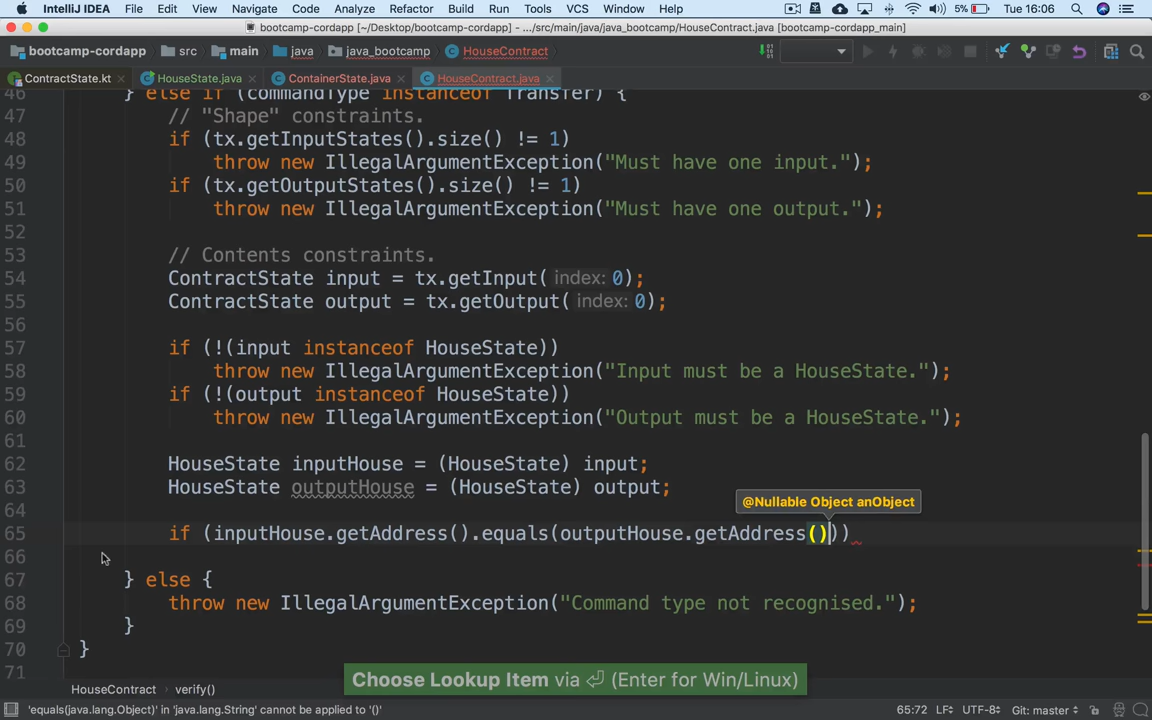 IntelliJ IDEA File Edit View Navigate Code Analyze Refactor Build Run Tools VCS Window Help 5% Tue 16:06
bootcamp-cordapp [~/Desktop/bootcamp-cordapp] - .../src/main/java/java_bootcamp/HouseContract.java [bootcamp-cordapp_main]
bootcamp-cordapp src main java java_bootcamp HouseContract
ContractState.kt HouseState.java ContainerState.java HouseContract.java
46 } else if (commandType instanceof Transfer) {
47 // "Shape" constraints.
48 if (tx.getInputStates().size() != 1)
49 throw new IllegalArgumentException("Must have one input.");
50 if (tx.getOutputStates().size() != 1)
51 throw new IllegalArgumentException("Must have one output.");
52
53 // Contents constraints.
54 ContractState input = tx.getInput( index: 0);
55 ContractState output = tx.getOutput( index: 0);
56
57 if (!(input instanceof HouseState))
58 throw new IllegalArgumentException("Input must be a HouseState.");
59 if (!(output instanceof HouseState))
60 throw new IllegalArgumentException("Output must be a HouseState.");
61
62 HouseState inputHouse = (HouseState) input;
63 HouseState outputHouse = (HouseState) output;
64 @Nullable Object anObject
65 if (inputHouse.getAddress().equals(outputHouse.getAddress()))
66
67 } else {
68 throw new IllegalArgumentException("Command type not recognised.");
69 }
70 }
71
Choose Lookup Item via ⏎ (Enter for Win/Linux)
HouseContract verify()
'equals(java.lang.Object)' in 'java.lang.String' cannot be applied to '()' 65:72 LF UTF-8 Git: master